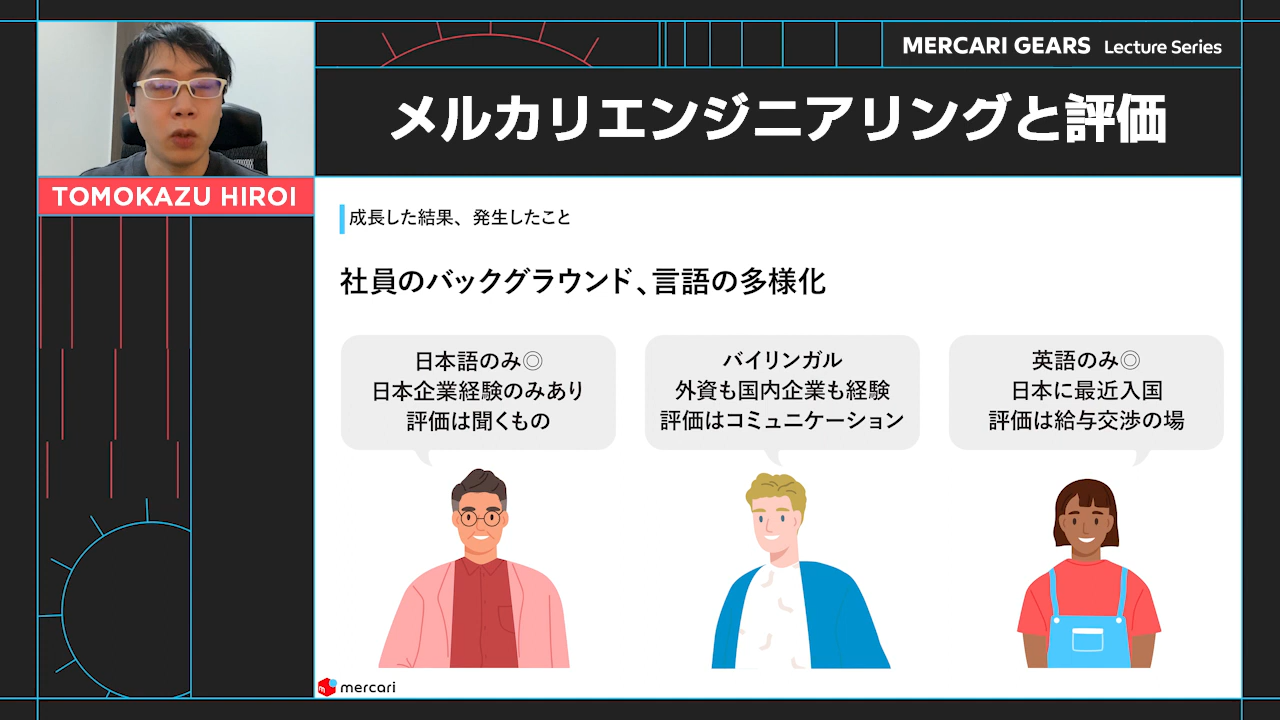 MERCARI GEARS Lecture Series
メルカリエンジニアリングと評価
TOMOKAZU HIROI
成長した結果、発生したこと
社員のバックグラウンド、言語の多様化
日本語のみ◎
日本企業経験のみあり
評価は聞くもの
バイリンガル
外資も国内企業も経験
評価はコミュニケーション
英語のみ◎
日本に最近入国
評価は給与交渉の場
mercari